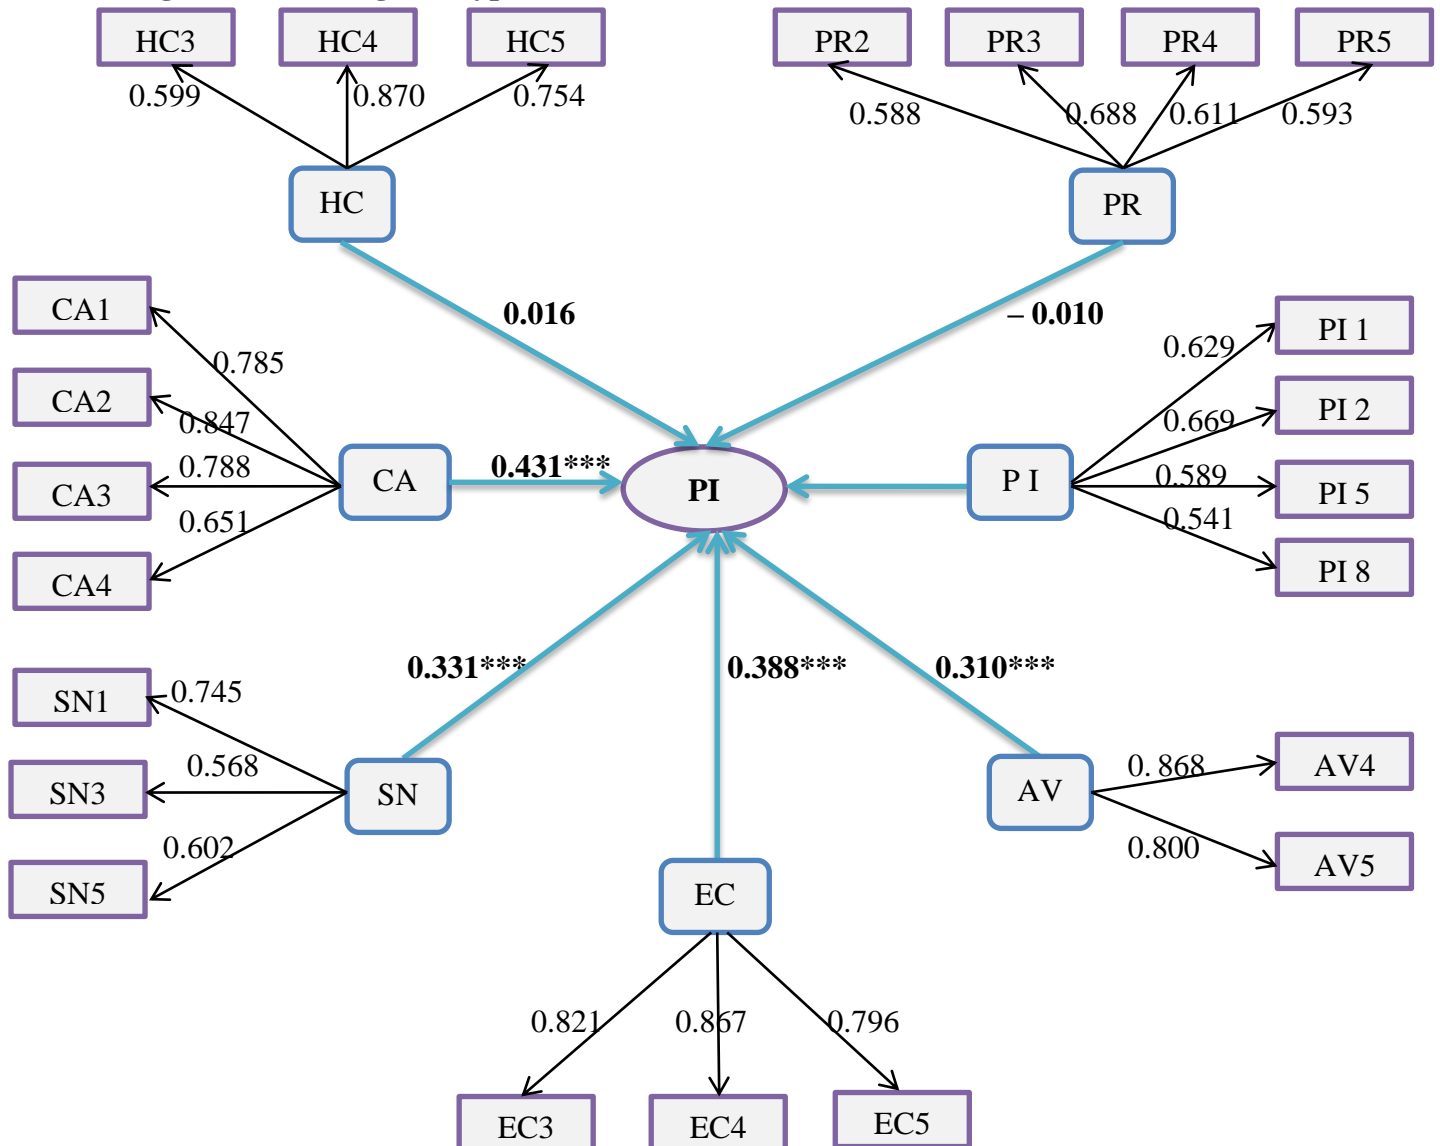 HC3 HC4 HC5 PR2 PR3 PR4 PR5
0.599 0.870 0.754 0.588 0.688 0.611 0.593
HC PR
CA1 0.016 – 0.010 PI 1
0.785 0.629
CA2 0.847 0.669 PI 2
CA3 0.788 CA 0.431*** PI P I 0.589 PI 5
0.651 0.541
CA4 PI 8
0.331*** 0.388*** 0.310***
SN1 0.745
SN3 0.568 SN AV 0. 868 AV4
0.602 0.800
SN5 EC AV5
0.821 0.867 0.796
EC3 EC4 EC5